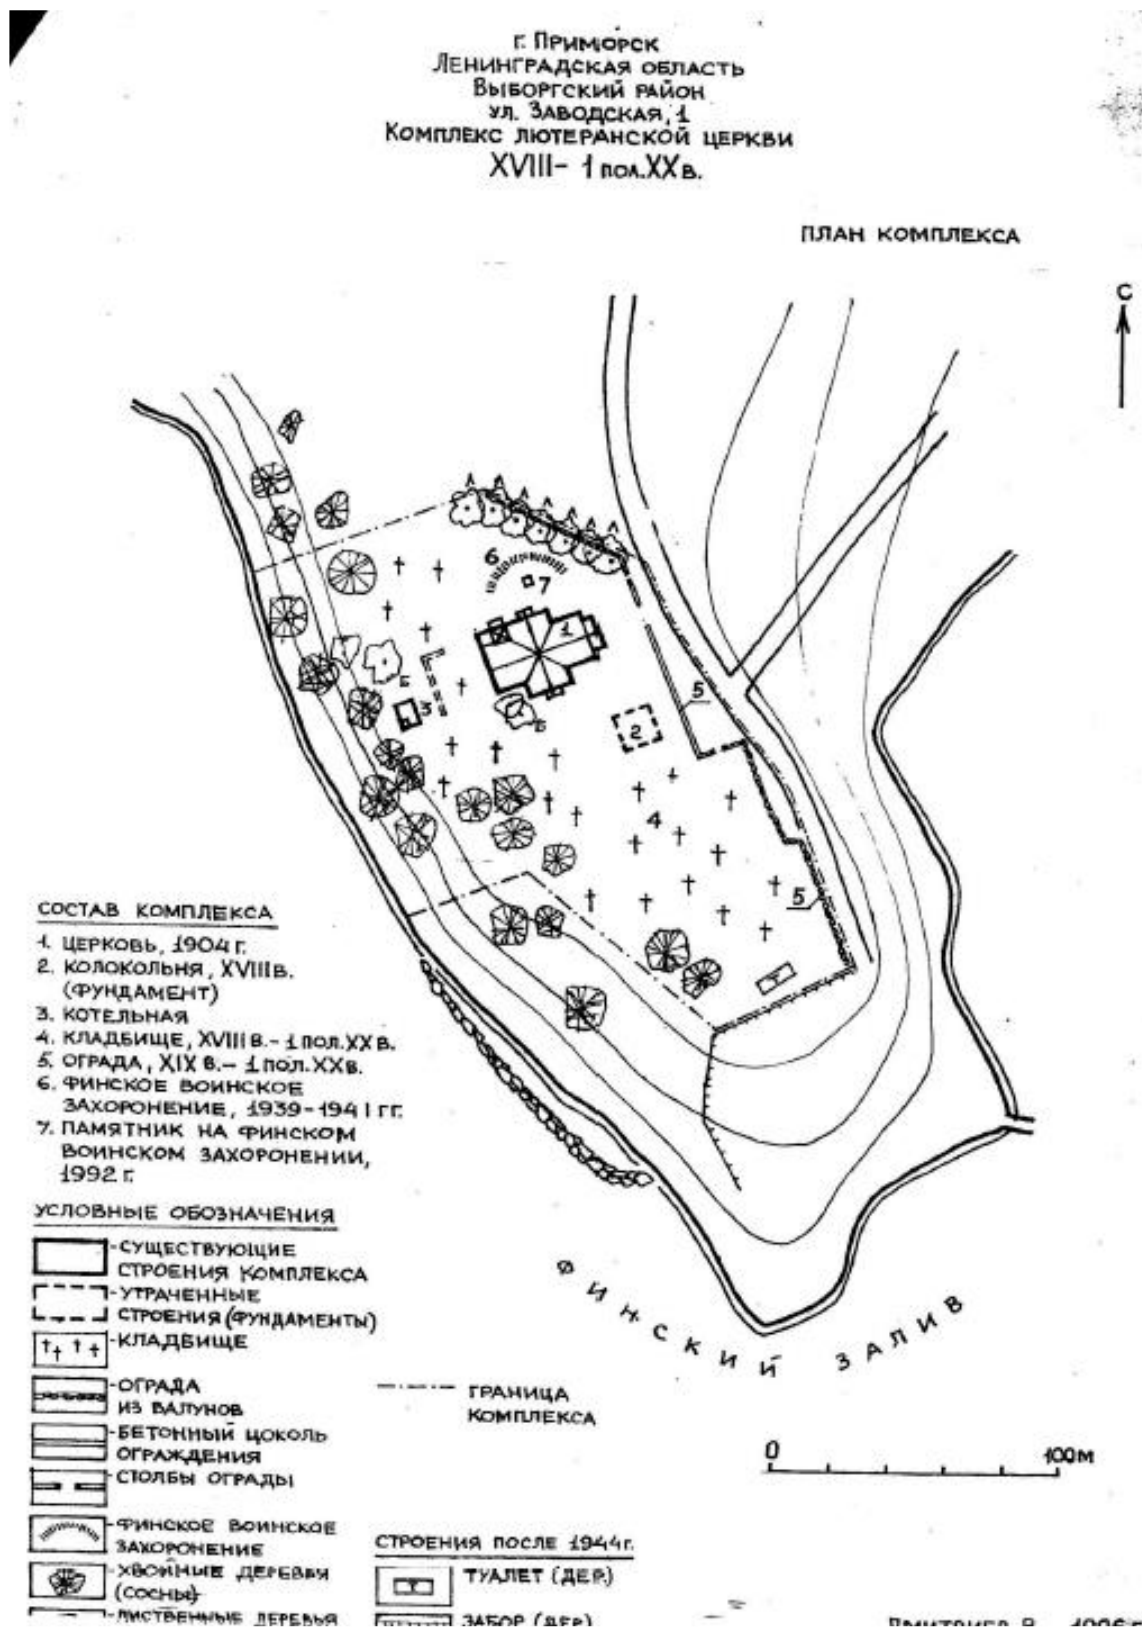 г. Приморск
Ленинградская область
Выборгский район
ул. Заводская, 1
Комплекс лютеранской церкви
XVIII - 1 пол. XX в.
План комплекса
С
6
7
1
5
3
2
4
5
Состав комплекса
1. Церковь, 1904 г.
2. Колокольня, XVIII в.
(фундамент)
3. Котельная
4. Кладбище, XVIII в. - 1 пол. XX в.
5. Ограда, XIX в. - 1 пол. XX в.
6. Финское воинское
захоронение, 1939-1941 гг.
7. Памятник на финском
воинском захоронении,
1992 г.
Финский залив
Условные обозначения
- существующие
строения комплекса
- утраченные
строения (фундаменты)
- кладбище
- ограда
из валунов
- бетонный цоколь
ограждения
- столбы ограды
- финское воинское
захоронение
- хвойные деревья
(сосны)
- лиственные деревья
граница
комплекса
0 100м
Строения после 1944 г.
Т
туалет (дер.)
забор (дер.)